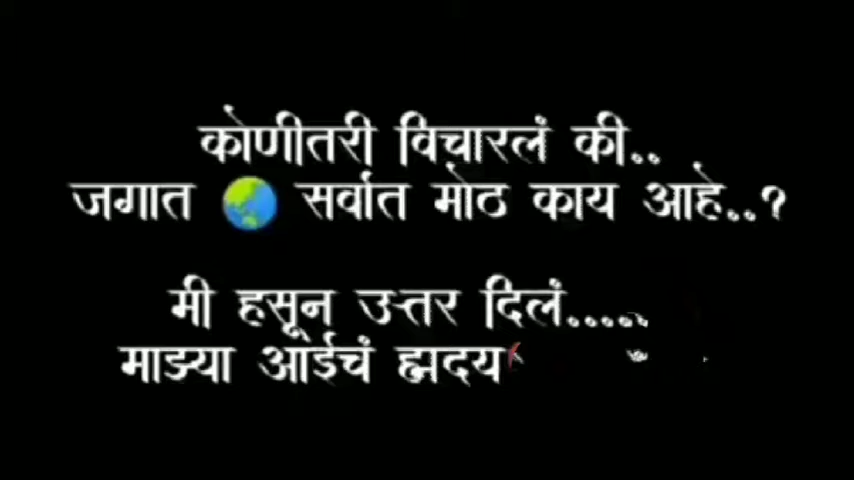 कोणीतरी विचारलं की..
जगात 🌏 सर्वात मोठ काय आहे..?
मी हसून उत्तर दिलं.....
माझ्या आईचं ह्मदय